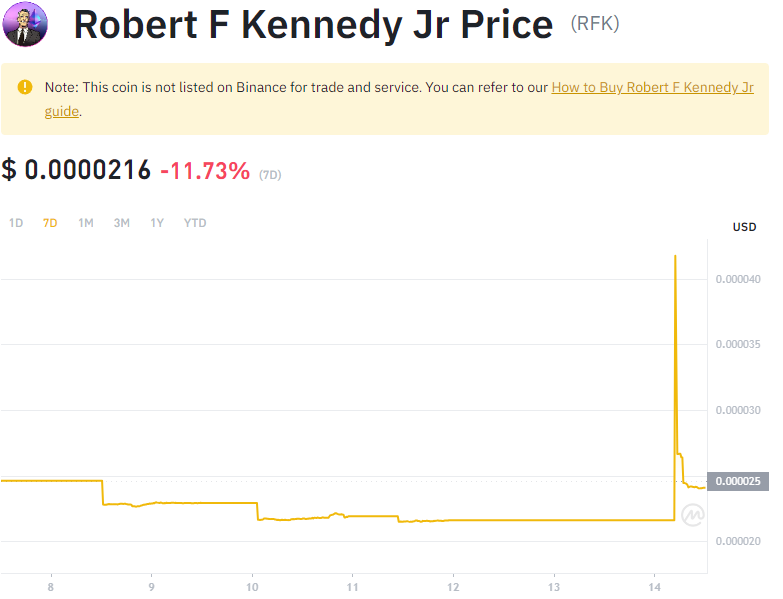 Robert F Kennedy Jr Price (RFK)
Note: This coin is not listed on Binance for trade and service. You can refer to our How to Buy Robert F Kennedy Jr
guide.
$ 0.0000216 -11.73% (7D)
1D 7D 1M 3M 1Y YTD
USD
0.000040
0.000035
0.000030
0.000025
0.000020
8 9 10 11 12 13 14